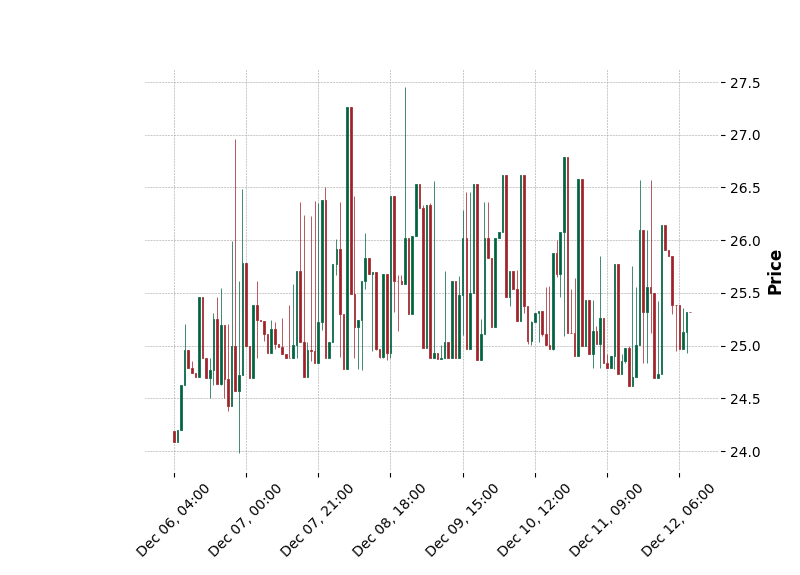 27.5
27.0
26.5
26.0
25.5
25.0
24.5
24.0
Price
Dec 06, 04:00
Dec 07, 00:00
Dec 07, 21:00
Dec 08, 18:00
Dec 09, 15:00
Dec 10, 12:00
Dec 11, 09:00
Dec 12, 06:00